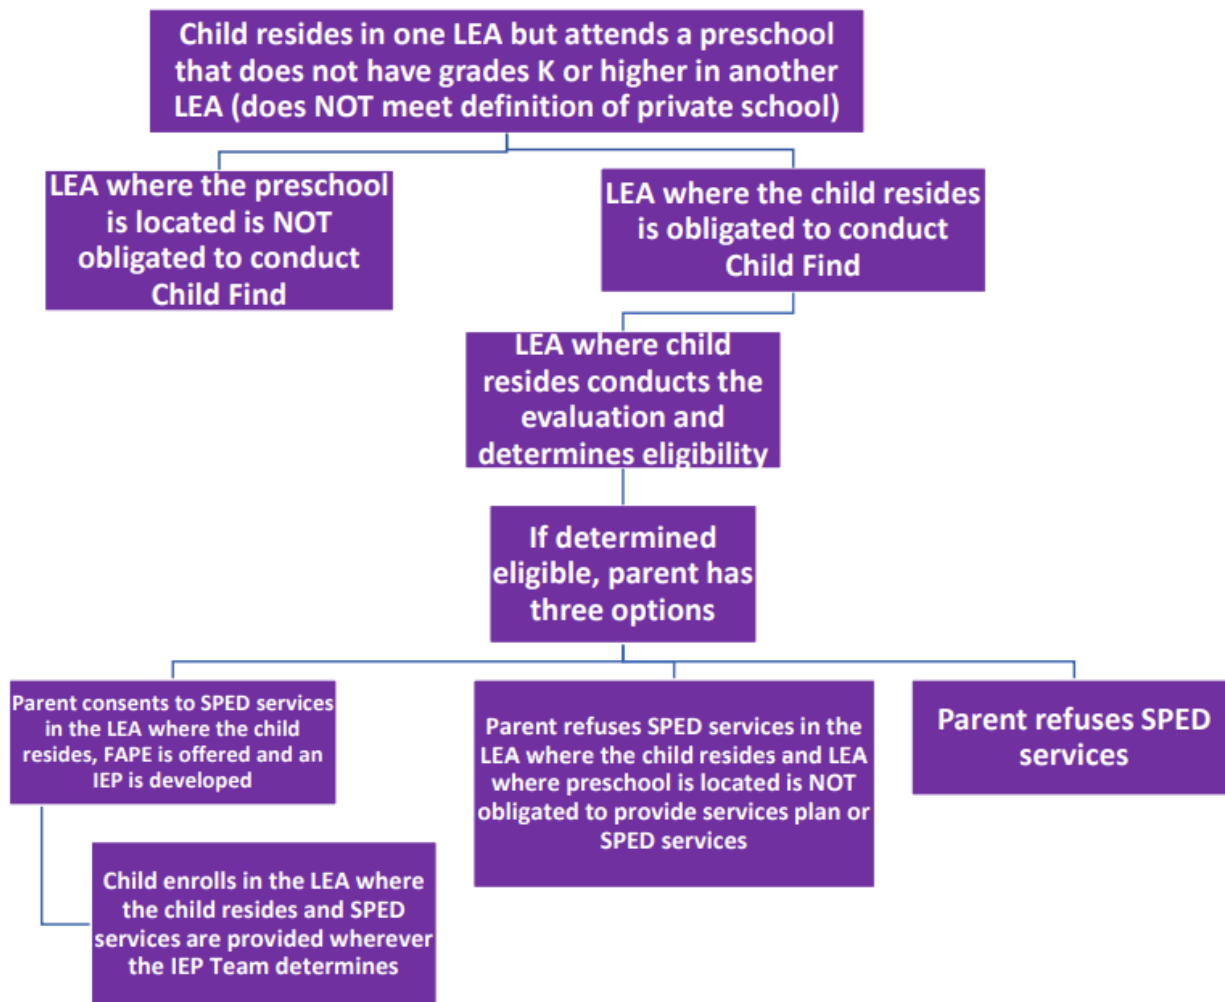 Child resides in one LEA but attends a preschool
that does not have grades K or higher in another
LEA (does NOT meet definition of private school)
LEA where the preschool
is located is NOT
obligated to conduct
Child Find
LEA where the child resides
is obligated to conduct
Child Find
LEA where child
resides conducts the
evaluation and
determines eligibility
If determined
eligible, parent has
three options
Parent consents to SPED services
in the LEA where the child
resides, FAPE is offered and an
IEP is developed
Child enrolls in the LEA where
the child resides and SPED
services are provided wherever
the IEP Team determines
Parent refuses SPED services in the
LEA where the child resides and LEA
where preschool is located is NOT
obligated to provide services plan or
SPED services
Parent refuses SPED
services